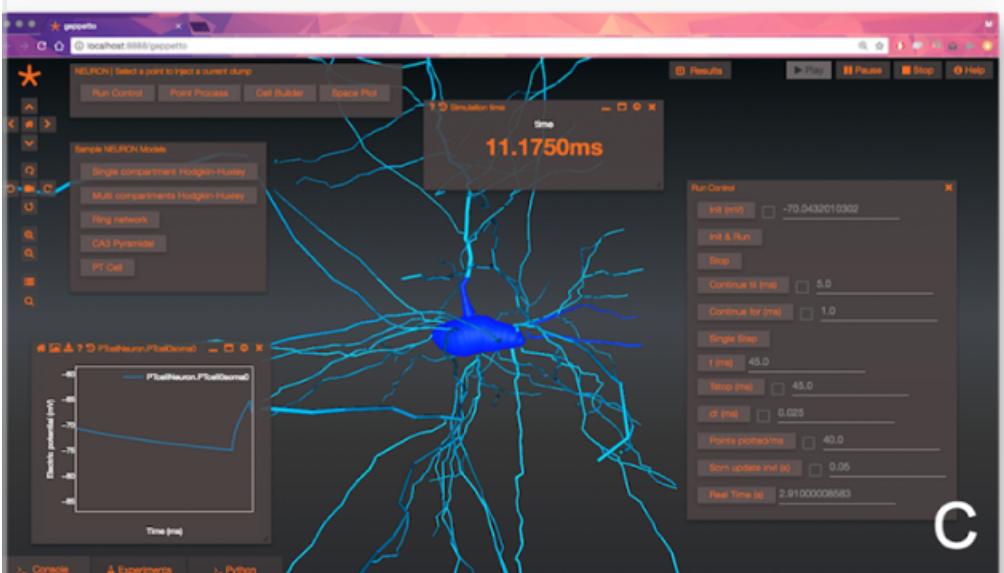 geppetto
M
localhost:9888/geppetto
NEURON | Select a point to inject a current clamp
Run Control Point Process Cell Builder Space Plot
Results
Play Pause Stop Help
? Simulation time
time
11.1750ms
Sample NEURON Models
Single compartment Hodgkin-Huxley
Multi compartments Hodgkin-Huxley
Ring network
CA3 Pyramidal
PT Cell
Run Control
Init (mV) -70.0432010302
Init & Run
Stop
Continue til (ms) 5.0
Continue for (ms) 1.0
Single Step
t (ms) 45.0
Tstop (ms) 45.0
dt (ms) 0.025
Points plotted/ms 40.0
Scrn update invl (s) 0.05
Real Time (s) 2.91000008583
? PTcellNeuron.PTcell0soma0
PTcellNeuron.PTcell0soma0
Electric potential (mV)
-60
-65
-70
-75
-80
-85
Time (ms)
C
>_ Console Experiments >_ Python